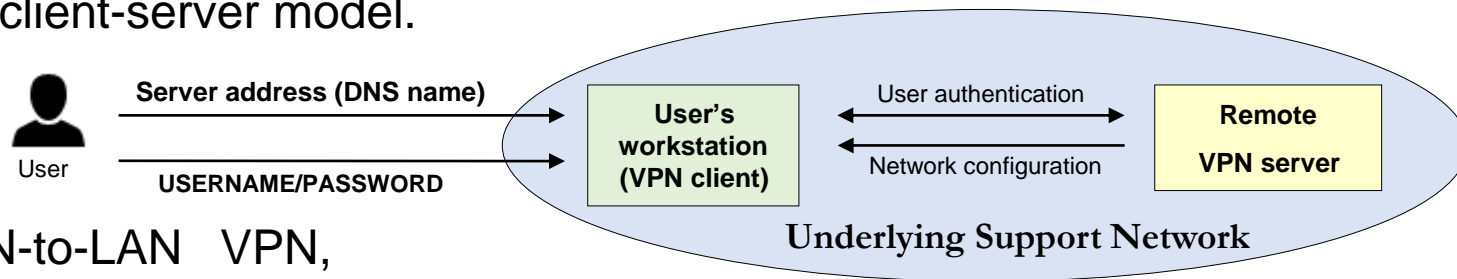 client-server model.
Server address (DNS name)
User
USERNAME/PASSWORD
User's
workstation
(VPN client)
User authentication
Network configuration
Remote
VPN server
Underlying Support Network
N-to-LAN VPN,